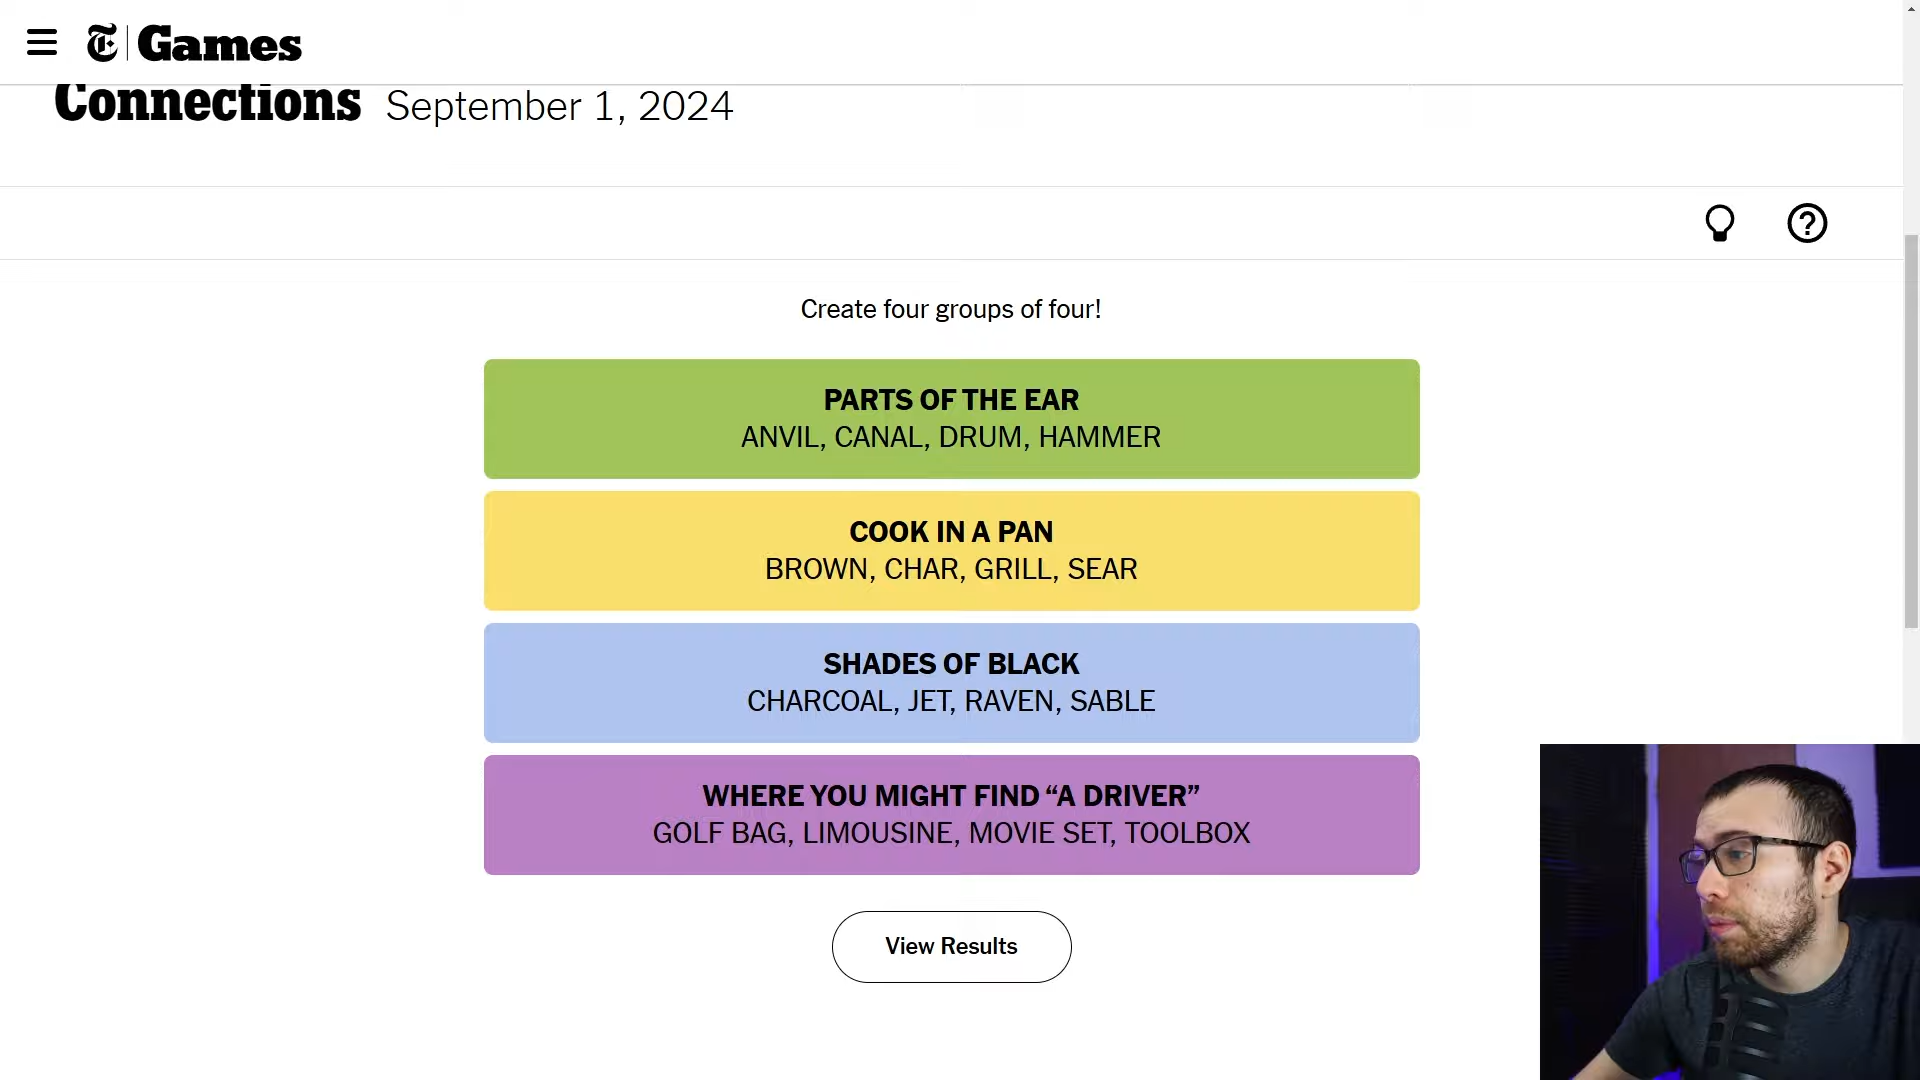 Games
Connections September 1, 2024
Create four groups of four!
PARTS OF THE EAR
ANVIL, CANAL, DRUM, HAMMER
COOK IN A PAN
BROWN, CHAR, GRILL, SEAR
SHADES OF BLACK
CHARCOAL, JET, RAVEN, SABLE
WHERE YOU MIGHT FIND “A DRIVER”
GOLF BAG, LIMOUSINE, MOVIE SET, TOOLBOX
View Results